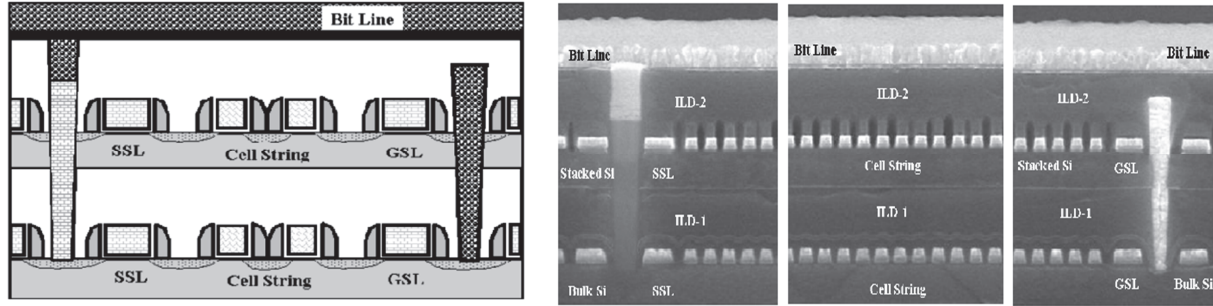 Bit Line
SSL
Cell String
GSL
SSL
Cell String
GSL
Bit Line
ILD-2
Stacked Si
SSL
ILD-1
Bulk Si
SSL
Bit Line
ILD-2
Cell String
ILD-1
Cell String
Bit Line
ILD-2
Stacked Si
GSL
ILD-1
GSL
Bulk Si